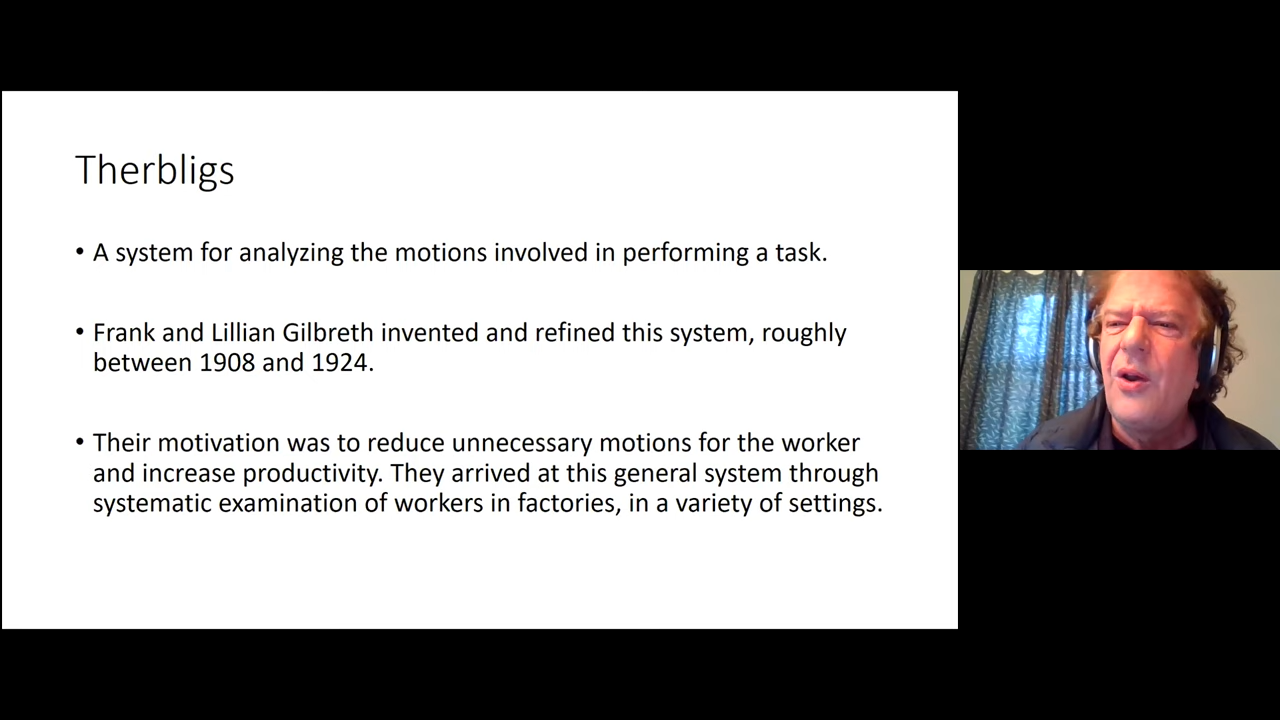 Therbligs
• A system for analyzing the motions involved in performing a task.
• Frank and Lillian Gilbreth invented and refined this system, roughly
between 1908 and 1924.
• Their motivation was to reduce unnecessary motions for the worker
and increase productivity. They arrived at this general system through
systematic examination of workers in factories, in a variety of settings.